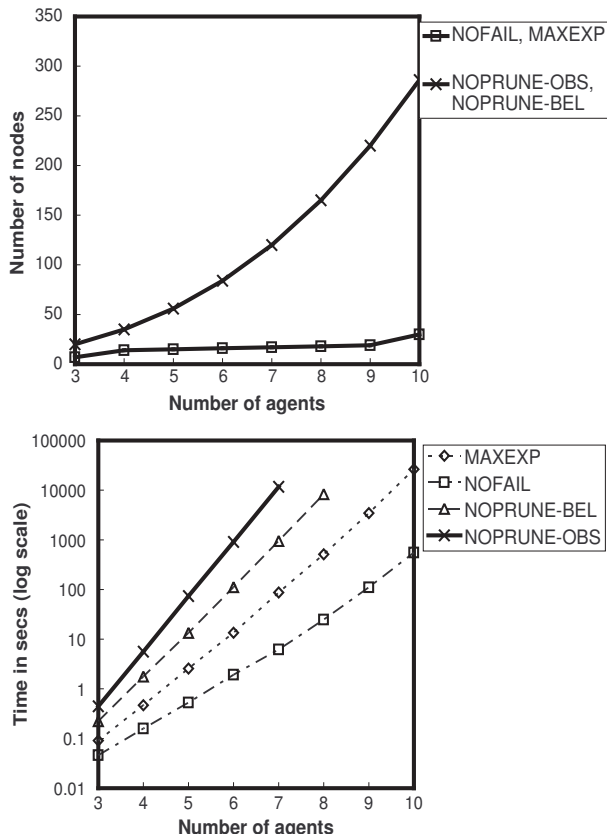 Number of nodes
350
300
250
200
150
100
50
0
3 4 5 6 7 8 9 10
Number of agents
NOFAIL, MAXEXP
NOPRUNE-OBS,
NOPRUNE-BEL
Time in secs (log scale)
100000
10000
1000
100
10
1
0.1
0.01
3 4 5 6 7 8 9 10
Number of agents
MAXEXP
NOFAIL
NOPRUNE-BEL
NOPRUNE-OBS